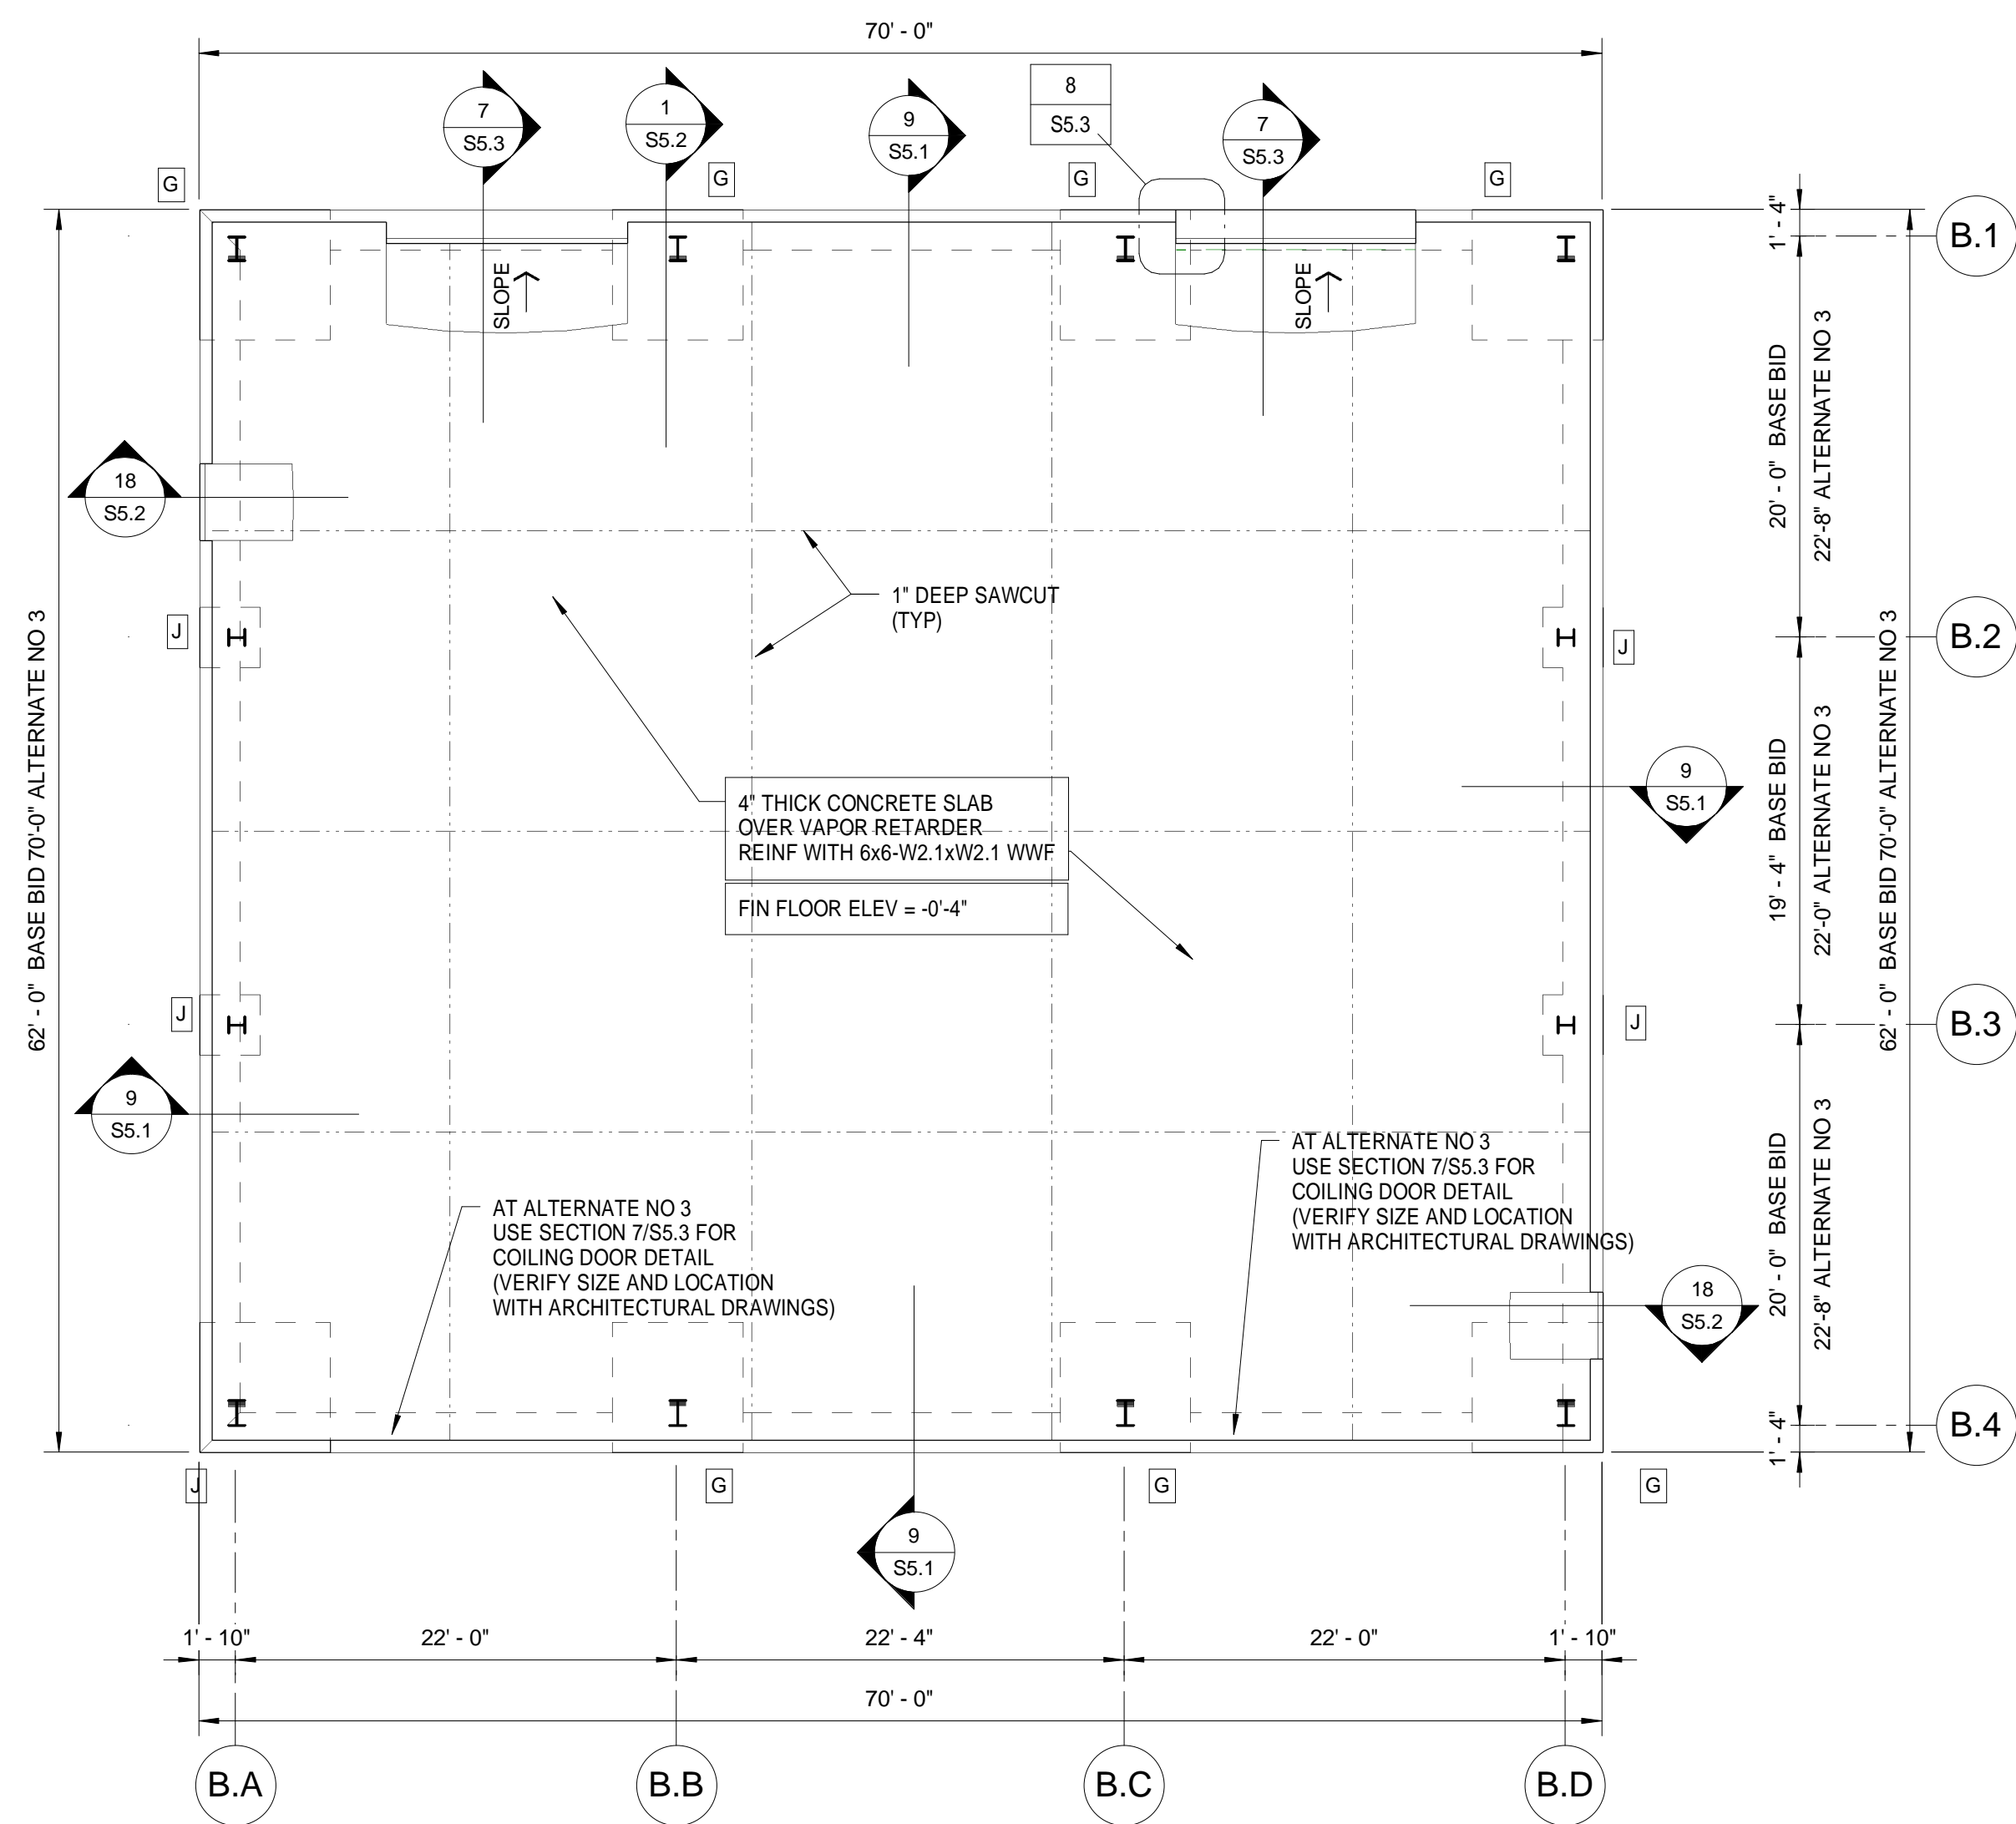 70' - 0"
7
S5.3
1
S5.2
9
S5.1
8
S5.3
7
S5.3
G
G
G
G
1' - 4"
B.1
SLOPE
SLOPE
20' - 0" BASE BID
22'-8" ALTERNATE NO 3
18
S5.2
1" DEEP SAWCUT
(TYP)
J
J
B.2
62' - 0" BASE BID 70'-0" ALTERNATE NO 3
62' - 0" BASE BID 70'-0" ALTERNATE NO 3
19' - 4" BASE BID
22'-0" ALTERNATE NO 3
9
S5.1
4" THICK CONCRETE SLAB
OVER VAPOR RETARDER
REINF WITH 6x6-W2.1xW2.1 WWF
FIN FLOOR ELEV = -0'-4"
J
J
B.3
9
S5.1
AT ALTERNATE NO 3
USE SECTION 7/S5.3 FOR
COILING DOOR DETAIL
(VERIFY SIZE AND LOCATION
WITH ARCHITECTURAL DRAWINGS)
AT ALTERNATE NO 3
USE SECTION 7/S5.3 FOR
COILING DOOR DETAIL
(VERIFY SIZE AND LOCATION
WITH ARCHITECTURAL DRAWINGS)
20' - 0" BASE BID
22'-8" ALTERNATE NO 3
18
S5.2
1' - 4"
B.4
J
G
G
G
9
S5.1
1' - 10"
22' - 0"
22' - 4"
22' - 0"
1' - 10"
70' - 0"
B.A
B.B
B.C
B.D